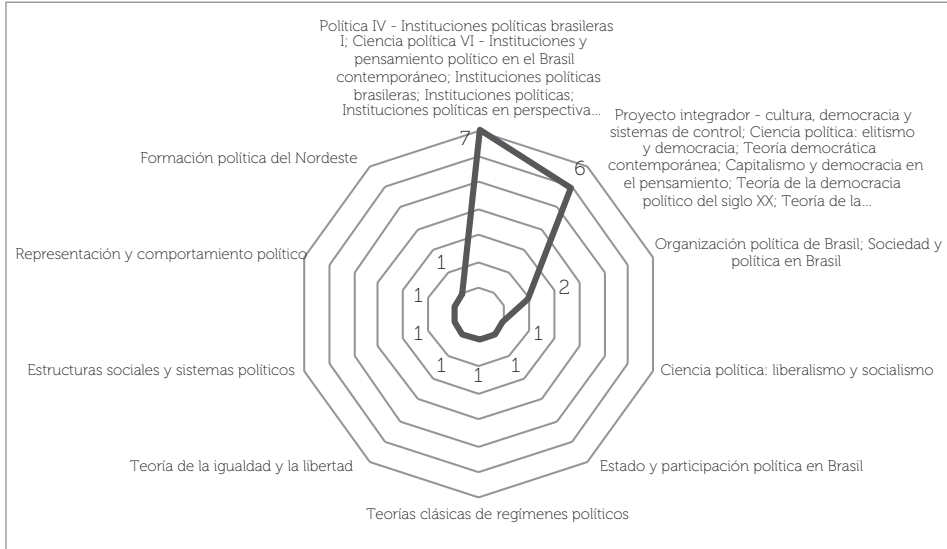 Política IV - Instituciones políticas brasileras
I; Ciencia política VI - Instituciones y
pensamiento político en el Brasil
contemporáneo; Instituciones políticas
brasileras; Instituciones políticas;
Instituciones políticas en perspectiva...
7
Proyecto integrador - cultura, democracia y
sistemas de control; Ciencia política: elitismo
y democracia; Teoría democrática
contemporánea; Capitalismo y democracia en
el pensamiento; Teoría de la democracia
político del siglo XX; Teoría de la...
6
Organización política de Brasil; Sociedad y
política en Brasil
2
Ciencia política: liberalismo y socialismo
1
Estado y participación política en Brasil
1
Teorías clásicas de regímenes políticos
1
Teoría de la igualdad y la libertad
1
Estructuras sociales y sistemas políticos
1
Representación y comportamiento político
1
Formación política del Nordeste
1